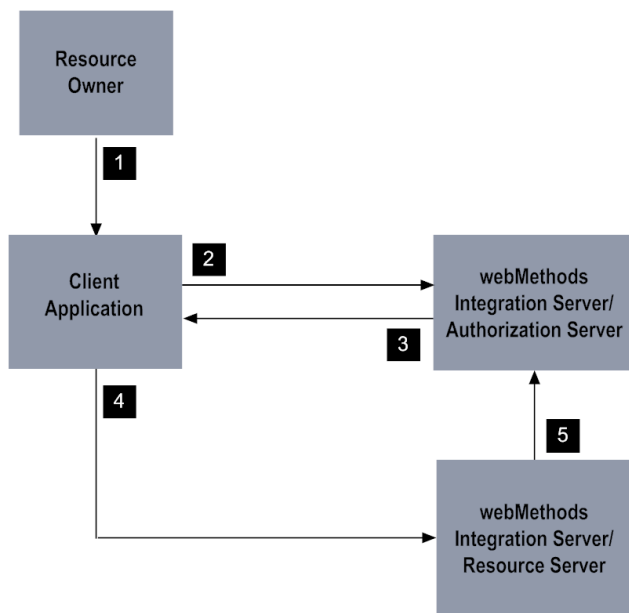 Resource
Owner
1
Client
Application
2
webMethods
Integration Server/
Authorization Server
3
4
5
webMethods
Integration Server/
Resource Server